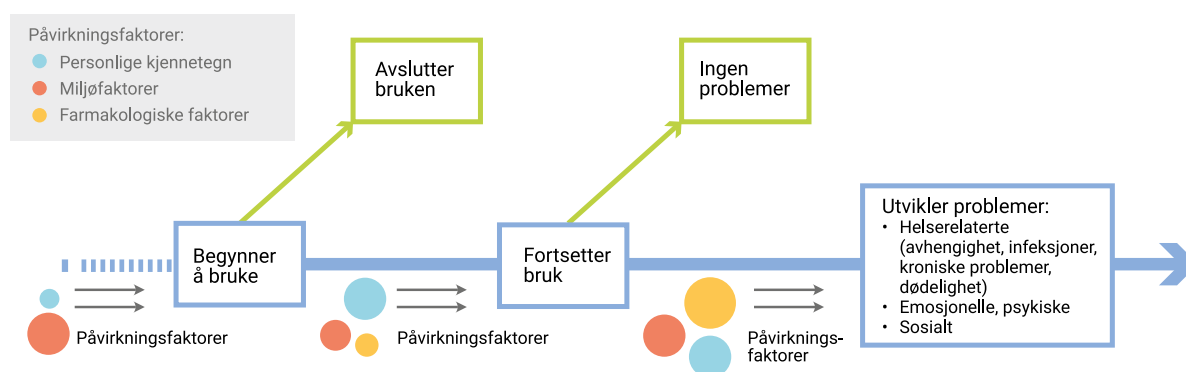 Påvirkningsfaktorer:
Personlige kjennetegn
Miljøfaktorer
Farmakologiske faktorer
Avslutter
bruken
Ingen
problemer
Begynner
å bruke
Fortsetter
bruk
Utvikler problemer:
• Helserelaterte
(avhengighet, infeksjoner,
kroniske problemer,
dødelighet)
• Emosjonelle, psykiske
• Sosialt
Påvirkningsfaktorer
Påvirkningsfaktorer
Påvirknings-
faktorer